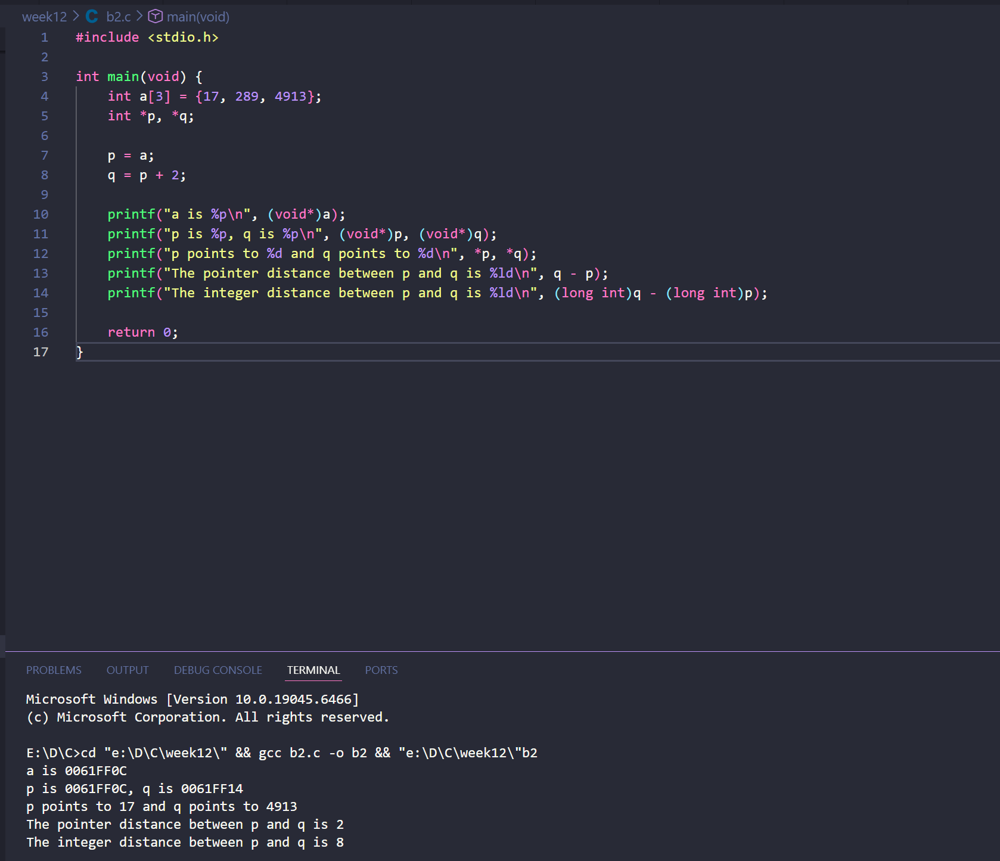 week12 > C b2.c > main(void)
1 #include <stdio.h>
2
3 int main(void) {
4     int a[3] = {17, 289, 4913};
5     int *p, *q;
6
7     p = a;
8     q = p + 2;
9
10     printf("a is %p\n", (void*)a);
11     printf("p is %p, q is %p\n", (void*)p, (void*)q);
12     printf("p points to %d and q points to %d\n", *p, *q);
13     printf("The pointer distance between p and q is %ld\n", q - p);
14     printf("The integer distance between p and q is %ld\n", (long int)q - (long int)p);
15
16     return 0;
17 }
PROBLEMS OUTPUT DEBUG CONSOLE TERMINAL PORTS
Microsoft Windows [Version 10.0.19045.6466]
(c) Microsoft Corporation. All rights reserved.
E:\D\C>cd "e:\D\C\week12\" && gcc b2.c -o b2 && "e:\D\C\week12\"b2
a is 0061FF0C
p is 0061FF0C, q is 0061FF14
p points to 17 and q points to 4913
The pointer distance between p and q is 2
The integer distance between p and q is 8